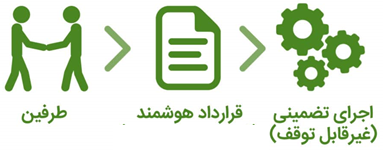 طرفین
قرارداد هوشمند
اجرای تضمینی
(غیرقابل توقف)